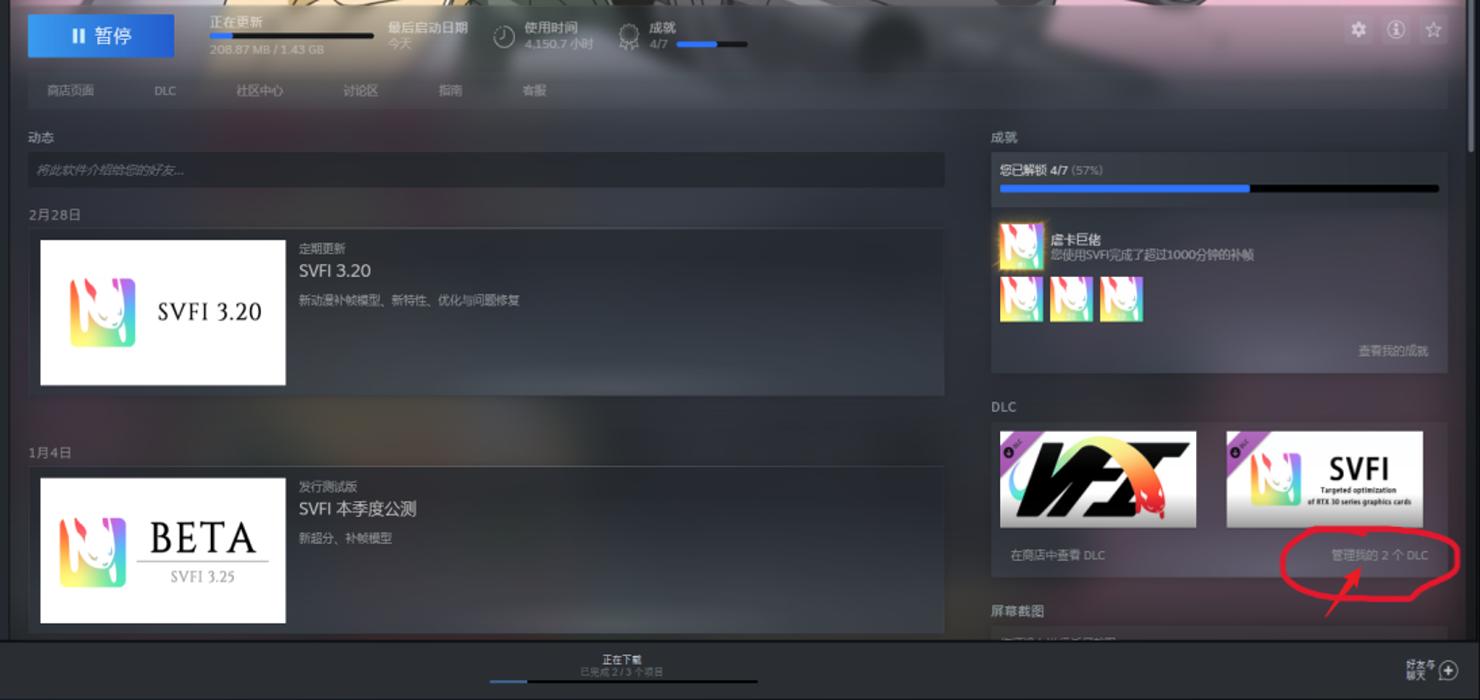 暂停
正在更新
208.87 MB / 1.43 GB
最后启动日期
今天
使用时间
4,150.7 小时
成就
4/7
商店页面
DLC
社区中心
讨论区
指南
客服
动态
将此软件介绍给您的好友...
2月28日
SVFI 3.20
定期更新
SVFI 3.20
新动漫补帧模型、新特性、优化与问题修复
1月4日
BETA
SVFI 3.25
发行测试版
SVFI 本季度公测
新超分、补帧模型
成就
您已解锁 4/7 (57%)
虐卡巨佬
您使用SVFI完成了超过1000分钟的补帧
查看我的成就
DLC
DLC
VFI
DLC
SVFI
Targeted optimization
of RTX 30 series graphics cards
在商店中查看 DLC
管理我的 2 个 DLC
屏幕截图
正在下载
已完成 2 / 3 个项目
好友与
聊天